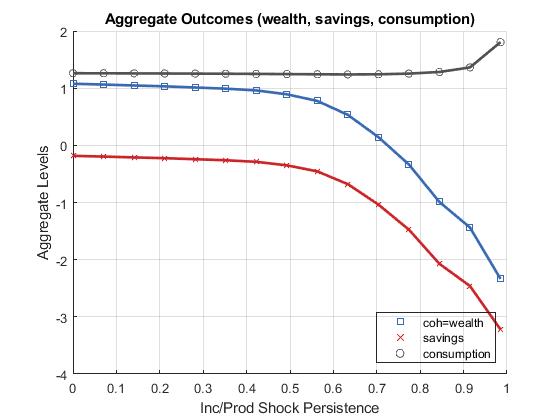 Aggregate Outcomes (wealth, savings, consumption)
2
1
0
-1
-2
-3
-4
Aggregate Levels
0 0.1 0.2 0.3 0.4 0.5 0.6 0.7 0.8 0.9 1
Inc/Prod Shock Persistence
coh=wealth
savings
consumption